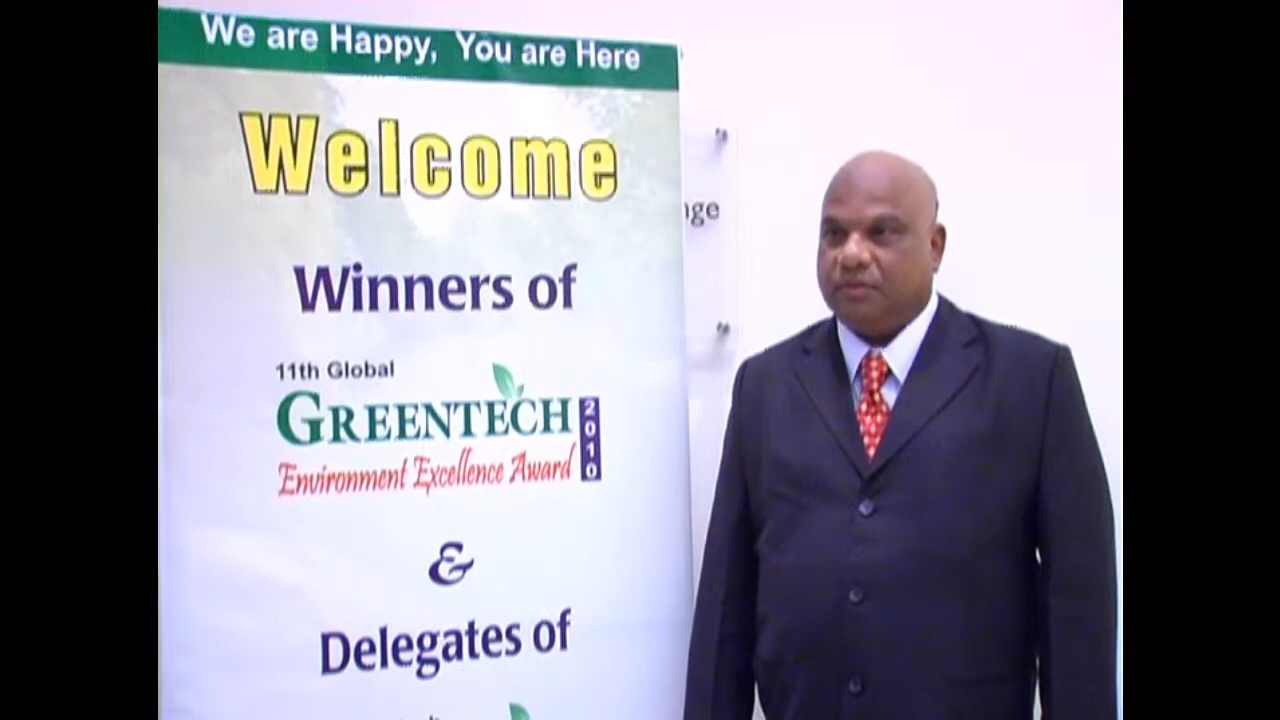 We are Happy, You are Here
Welcome
nge
Winners of
11th Global
GREENTECH 2010
Environment Excellence Award
&
Delegates of